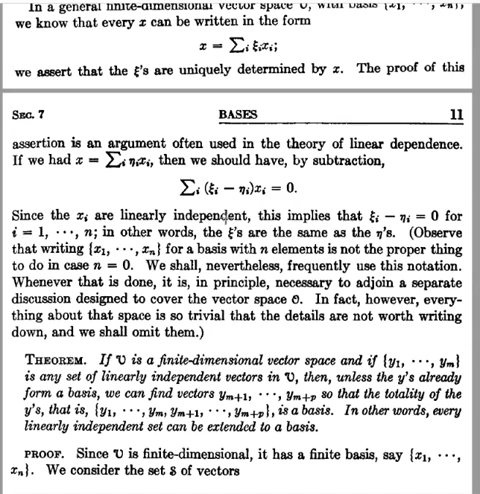 In a general finite-dimensional vector space 𝒱, with basis {x₁, ···, xₙ},
we know that every x can be written in the form
x = ∑ᵢ ξᵢxᵢ;
we assert that the ξ's are uniquely determined by x. The proof of this
SEC. 7 BASES 11
assertion is an argument often used in the theory of linear dependence.
If we had x = ∑ᵢ ηᵢxᵢ, then we should have, by subtraction,
∑ᵢ (ξᵢ − ηᵢ)xᵢ = 0.
Since the xᵢ are linearly independent, this implies that ξᵢ − ηᵢ = 0 for
i = 1, ···, n; in other words, the ξ's are the same as the η's. (Observe
that writing {x₁, ···, xₙ} for a basis with n elements is not the proper thing
to do in case n = 0. We shall, nevertheless, frequently use this notation.
Whenever that is done, it is, in principle, necessary to adjoin a separate
discussion designed to cover the vector space 𝒪. In fact, however, every-
thing about that space is so trivial that the details are not worth writing
down, and we shall omit them.)
THEOREM. If 𝒱 is a finite-dimensional vector space and if {y₁, ···, yₘ}
is any set of linearly independent vectors in 𝒱, then, unless the y's already
form a basis, we can find vectors yₘ₊₁, ···, yₘ₊ₚ so that the totality of the
y's, that is, {y₁, ···, yₘ, yₘ₊₁, ···, yₘ₊ₚ}, is a basis. In other words, every
linearly independent set can be extended to a basis.
PROOF. Since 𝒱 is finite-dimensional, it has a finite basis, say {x₁, ···,
xₙ}. We consider the set 𝒮 of vectors